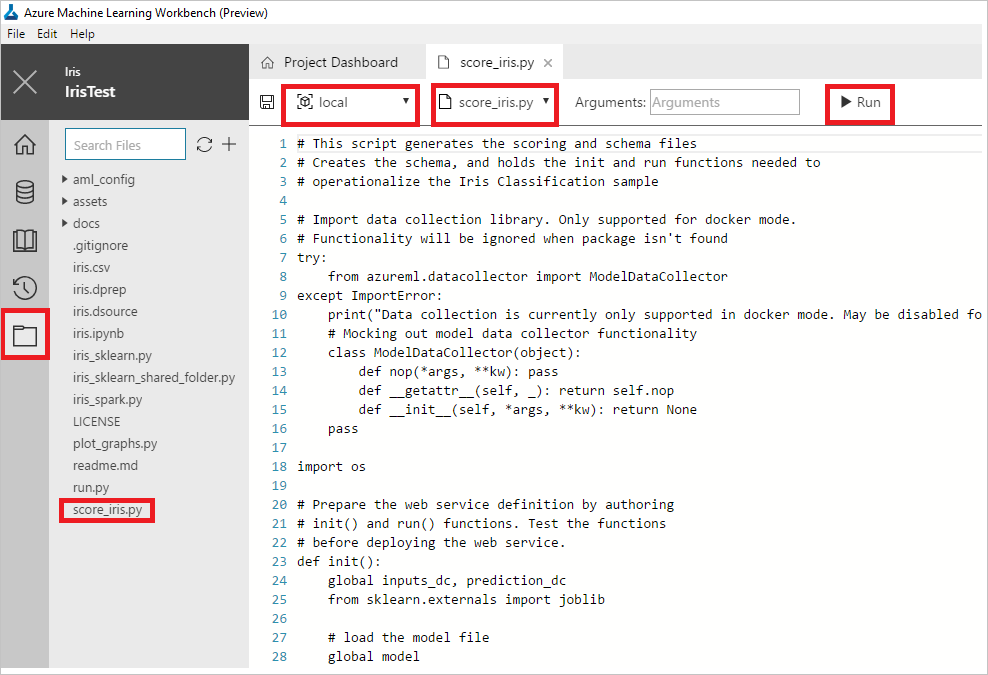 Azure Machine Learning Workbench (Preview)
File Edit Help
Iris
IrisTest
Project Dashboard
score_iris.py
local
score_iris.py
Arguments:
Arguments
Run
Search Files
aml_config
assets
docs
.gitignore
iris.csv
iris.dprep
iris.dsource
iris.ipynb
iris_sklearn.py
iris_sklearn_shared_folder.py
iris_spark.py
LICENSE
plot_graphs.py
readme.md
run.py
score_iris.py
1 # This script generates the scoring and schema files
2 # Creates the schema, and holds the init and run functions needed to
3 # operationalize the Iris Classification sample
4
5 # Import data collection library. Only supported for docker mode.
6 # Functionality will be ignored when package isn't found
7 try:
8     from azureml.datacollector import ModelDataCollector
9 except ImportError:
10     print("Data collection is currently only supported in docker mode. May be disabled fo
11     # Mocking out model data collector functionality
12     class ModelDataCollector(object):
13         def nop(*args, **kw): pass
14         def __getattr__(self, _): return self.nop
15         def __init__(self, *args, **kw): return None
16     pass
17
18 import os
19
20 # Prepare the web service definition by authoring
21 # init() and run() functions. Test the functions
22 # before deploying the web service.
23 def init():
24     global inputs_dc, prediction_dc
25     from sklearn.externals import joblib
26
27     # load the model file
28     global model